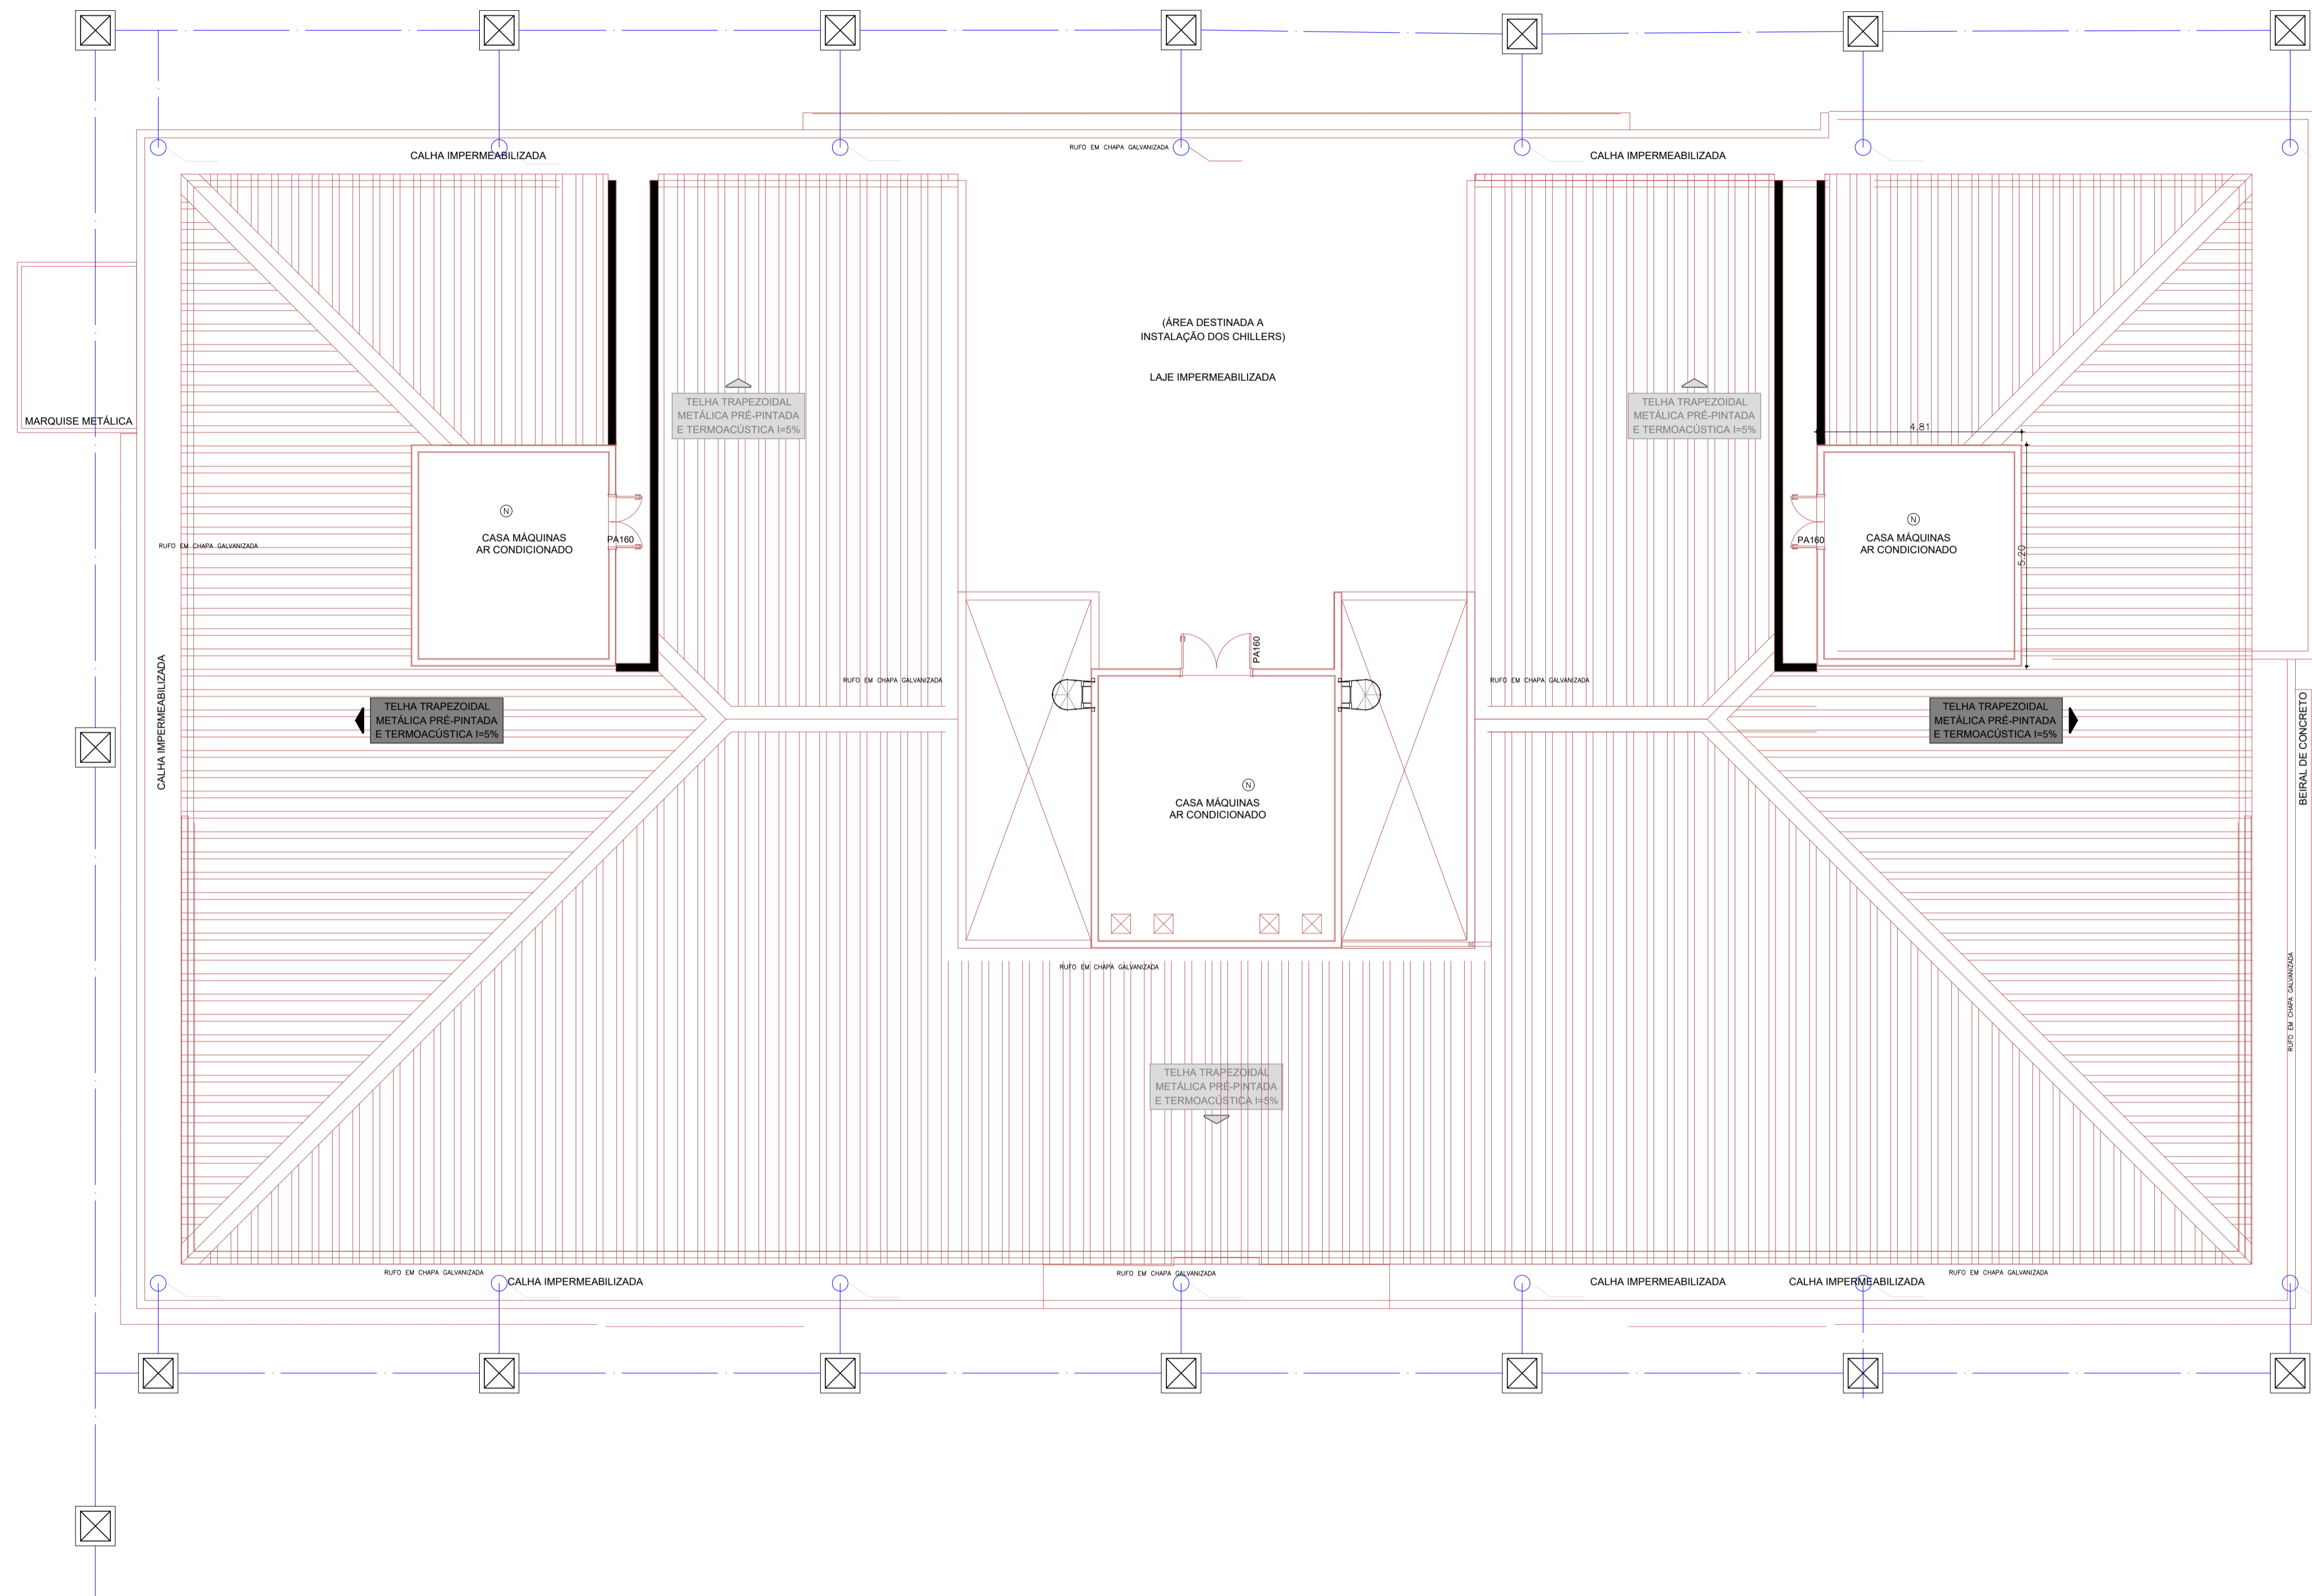 RUFO EM CHAPA GALVANIZADA
CALHA IMPERMEABILIZADA
CALHA IMPERMEABILIZADA
(ÁREA DESTINADA A
INSTALAÇÃO DOS CHILLERS)
LAJE IMPERMEABILIZADA
TELHA TRAPEZOIDAL
METÁLICA PRÉ-PINTADA
E TERMOACÚSTICA I=5%
TELHA TRAPEZOIDAL
METÁLICA PRÉ-PINTADA
E TERMOACÚSTICA I=5%
MARQUISE METÁLICA
4.81
N
CASA MÁQUINAS
AR CONDICIONADO
PA160
RUFO EM CHAPA GALVANIZADA
PA160
N
CASA MÁQUINAS
AR CONDICIONADO
5.20
PA160
CALHA IMPERMEABILIZADA
RUFO EM CHAPA GALVANIZADA
RUFO EM CHAPA GALVANIZADA
TELHA TRAPEZOIDAL
METÁLICA PRÉ-PINTADA
E TERMOACÚSTICA I=5%
TELHA TRAPEZOIDAL
METÁLICA PRÉ-PINTADA
E TERMOACÚSTICA I=5%
BEIRAL DE CONCRETO
N
CASA MÁQUINAS
AR CONDICIONADO
RUFO EM CHAPA GALVANIZADA
RUFO EM CHAPA GALVANIZADA
TELHA TRAPEZOIDAL
METÁLICA PRÉ-PINTADA
E TERMOACÚSTICA I=5%
RUFO EM CHAPA GALVANIZADA
CALHA IMPERMEABILIZADA
RUFO EM CHAPA GALVANIZADA
CALHA IMPERMEABILIZADA
CALHA IMPERMEABILIZADA
RUFO EM CHAPA GALVANIZADA